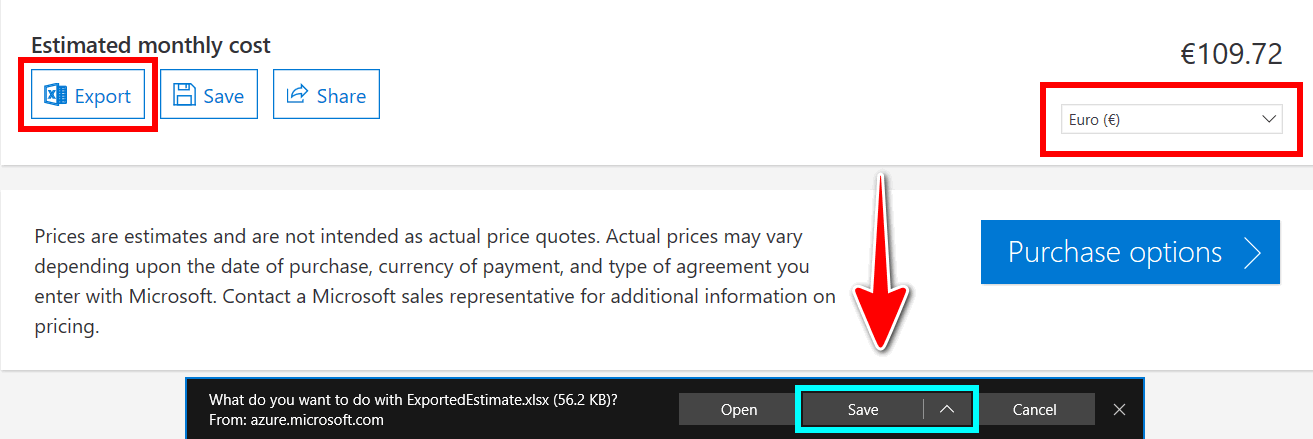 Estimated monthly cost
€109.72
Export
Save
Share
Euro (€)
Prices are estimates and are not intended as actual price quotes. Actual prices may vary
depending upon the date of purchase, currency of payment, and type of agreement you
enter with Microsoft. Contact a Microsoft sales representative for additional information on
pricing.
Purchase options
What do you want to do with ExportedEstimate.xlsx (56.2 KB)?
From: azure.microsoft.com
Open
Save
Cancel